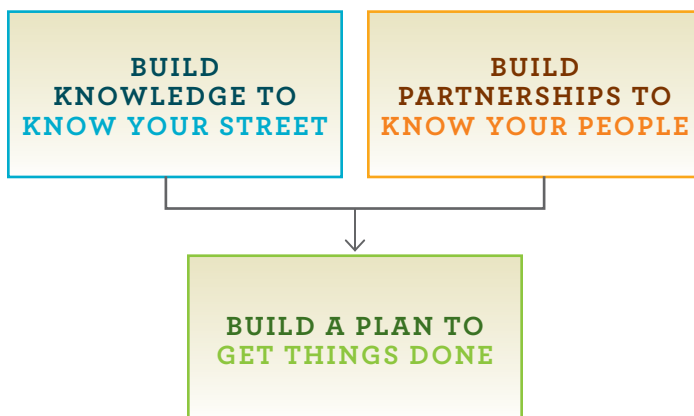 BUILD
KNOWLEDGE TO
KNOW YOUR STREET
BUILD
PARTNERSHIPS TO
KNOW YOUR PEOPLE
BUILD A PLAN TO
GET THINGS DONE